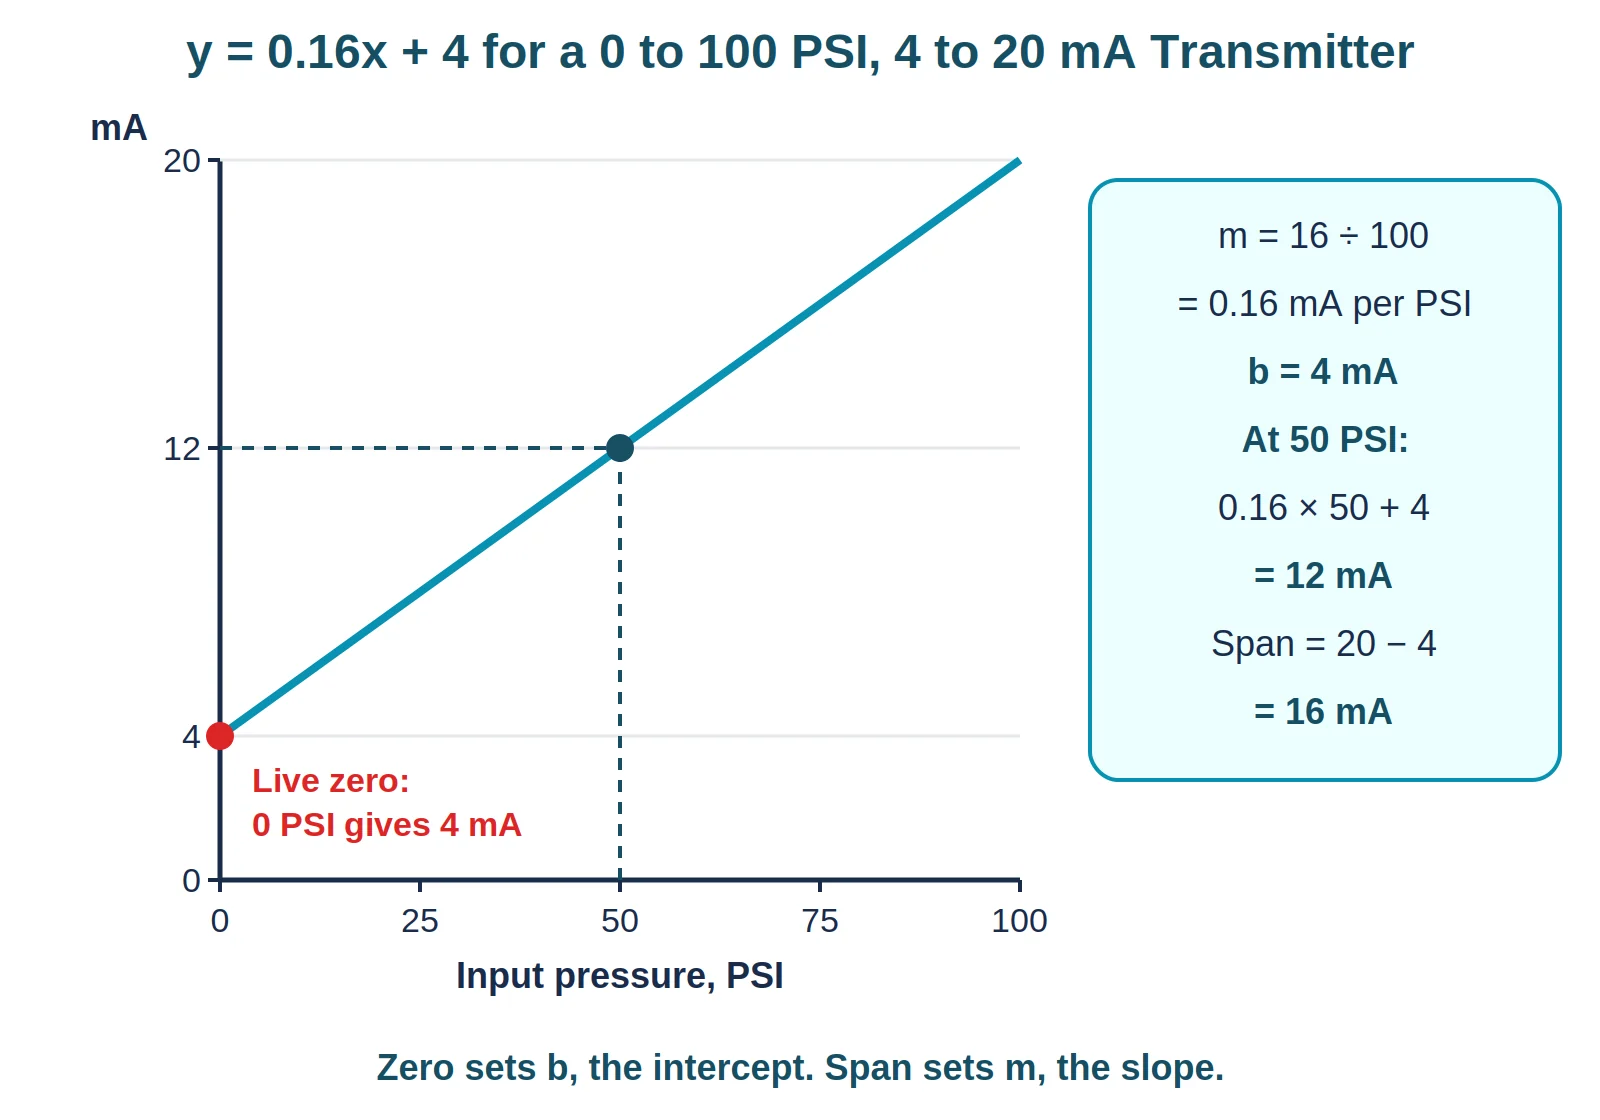 y = 0.16x + 4 for a 0 to 100 PSI, 4 to 20 mA Transmitter
mA
20
12
4
0
Live zero:
0 PSI gives 4 mA
0 25 50 75 100
Input pressure, PSI
m = 16 ÷ 100
= 0.16 mA per PSI
b = 4 mA
At 50 PSI:
0.16 × 50 + 4
= 12 mA
Span = 20 − 4
= 16 mA
Zero sets b, the intercept. Span sets m, the slope.